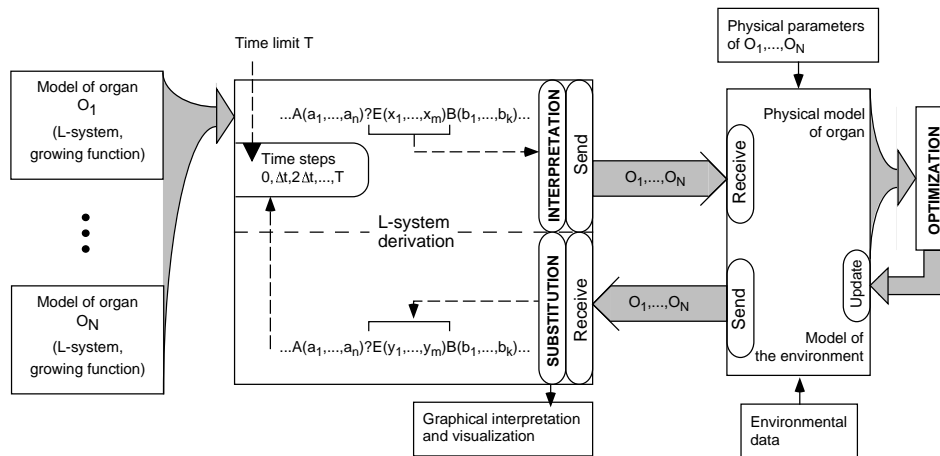 Time limit T
Physical parameters
of O1,...,ON
Model of organ
O1
(L-system,
growing function)
...A(a1,...,an)?E(x1,...,xm)B(b1,...,bk)...
Time steps
0,Δt,2Δt,...,T
INTERPRETATION
Send
O1,...,ON
Receive
Physical model
of organ
OPTIMIZATION
L-system
derivation
Model of organ
ON
(L-system,
growing function)
...A(a1,...,an)?E(y1,...,ym)B(b1,...,bk)...
SUBSTITUTION
Receive
O1,...,ON
Send
Update
Model of
the environment
Graphical interpretation
and visualization
Environmental
data